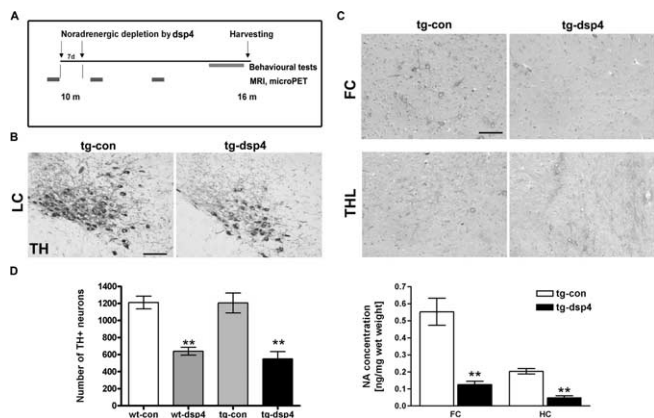 A
Noradrenergic depletion by dsp4
Harvesting
7d
Behavioural tests
MRI, microPET
10 m
16 m
B
tg-con
tg-dsp4
LC
TH
C
tg-con
tg-dsp4
FC
THL
D
Number of TH+ neurons
1400
1200
1000
800
600
400
200
0
**
**
wt-con
wt-dsp4
tg-con
tg-dsp4
NA concentration
[ng/mg wet weight]
0.7
0.6
0.5
0.4
0.3
0.2
0.1
0.0
tg-con
tg-dsp4
**
**
FC
HC